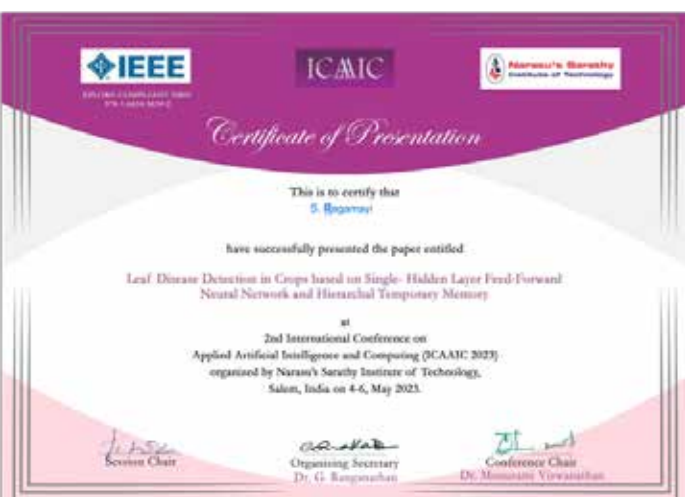 IEEE
ICAAIC
Narasu's Sarathy
Institute of Technology
Certificate of Presentation
This is to certify that
S. Ragamayi
have successfully presented the paper entitled
Leaf Disease Detection in Crops based on Single- Hidden Layer Feed-Forward
Neural Network and Hierarchal Temporary Memory
at
2nd International Conference on
Applied Artificial Intelligence and Computing (ICAAIC 2023)
organized by Narasu's Sarathy Institute of Technology,
Salem, India on 4-6, May 2023.
Session Chair
Organizing Secretary
Dr. G. Ranganathan
Conference Chair
Dr. Viswanathan